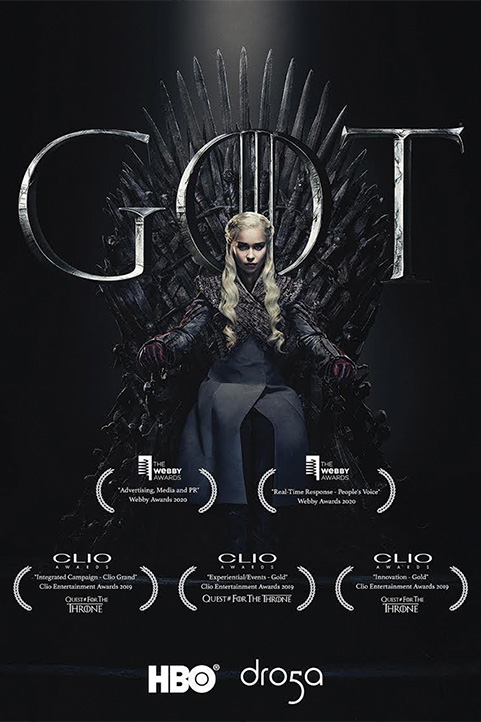 GOT
THE WEBBY AWARDS
"Advertising, Media and PR"
Webby Awards 2020
THE WEBBY AWARDS
"Real-Time Response - People's Voice"
Webby Awards 2020
CLIO
AWARDS
"Integrated Campaign - Clio Grand"
Clio Entertainment Awards 2019
QUEST # FOR THE
THRONE
CLIO
AWARDS
"Experiential/Events - Gold"
Clio Entertainment Awards 2019
QUEST # FOR THE THRONE
CLIO
AWARDS
"Innovation - Gold"
Clio Entertainment Awards 2019
QUEST # FOR THE
THRONE
HBO® droga5